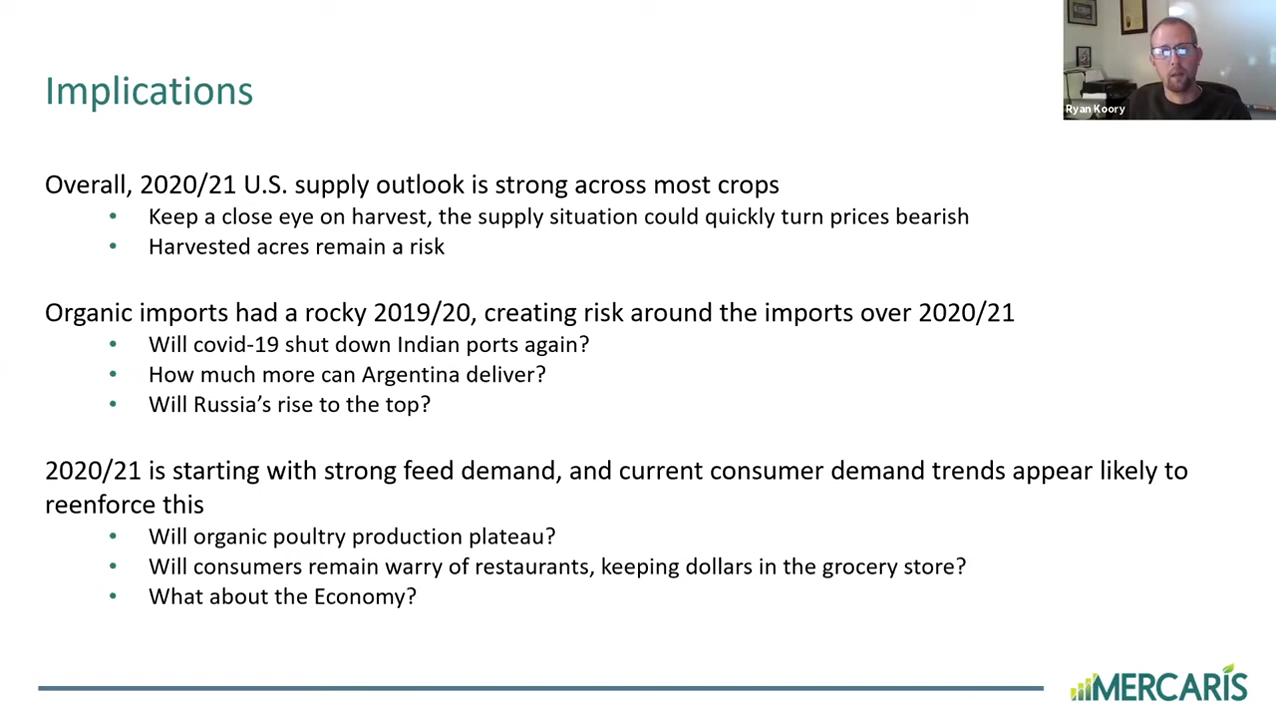 Implications
Ryan Koory
Overall, 2020/21 U.S. supply outlook is strong across most crops
• Keep a close eye on harvest, the supply situation could quickly turn prices bearish
• Harvested acres remain a risk
Organic imports had a rocky 2019/20, creating risk around the imports over 2020/21
• Will covid-19 shut down Indian ports again?
• How much more can Argentina deliver?
• Will Russia’s rise to the top?
2020/21 is starting with strong feed demand, and current consumer demand trends appear likely to
reenforce this
• Will organic poultry production plateau?
• Will consumers remain warry of restaurants, keeping dollars in the grocery store?
• What about the Economy?
MERCARIS